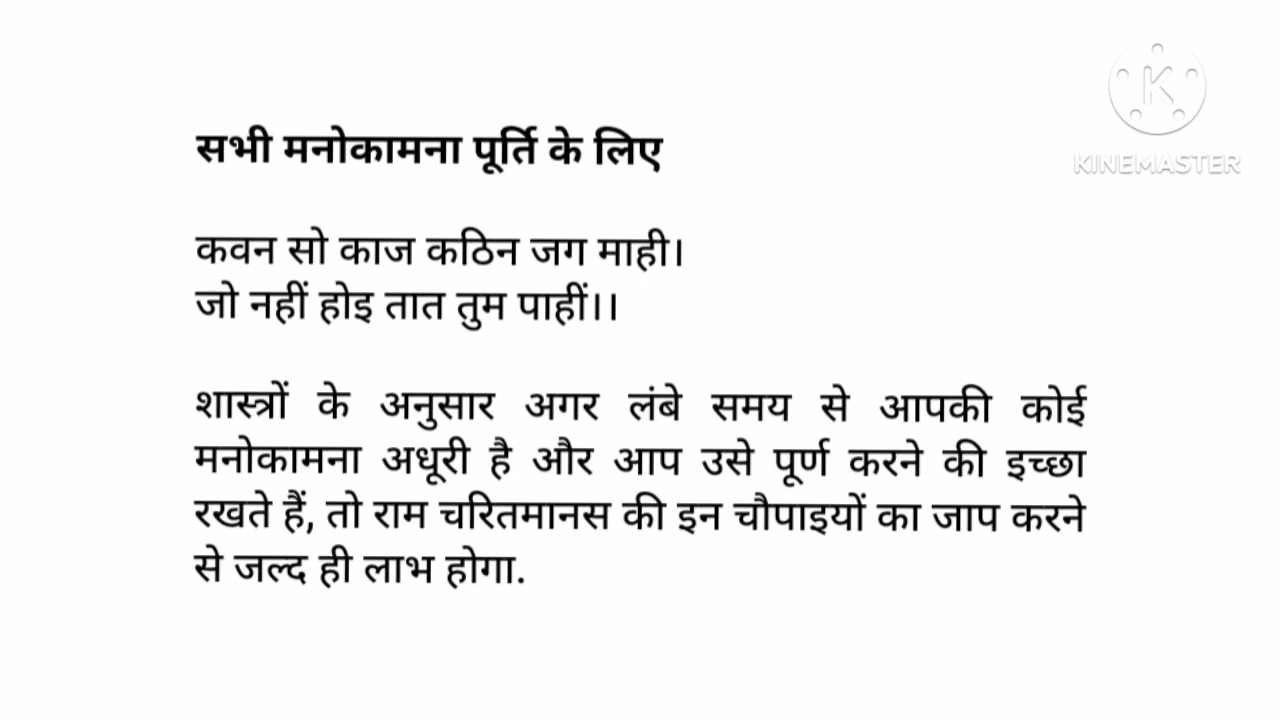 सभी मनोकामना पूर्ति के लिए
कवन सो काज कठिन जग माही।
जो नहीं होइ तात तुम पाहीं।।
शास्त्रों के अनुसार अगर लंबे समय से आपकी कोई
मनोकामना अधूरी है और आप उसे पूर्ण करने की इच्छा
रखते हैं, तो राम चरितमानस की इन चौपाइयों का जाप करने
से जल्द ही लाभ होगा.
K
KINEMASTER